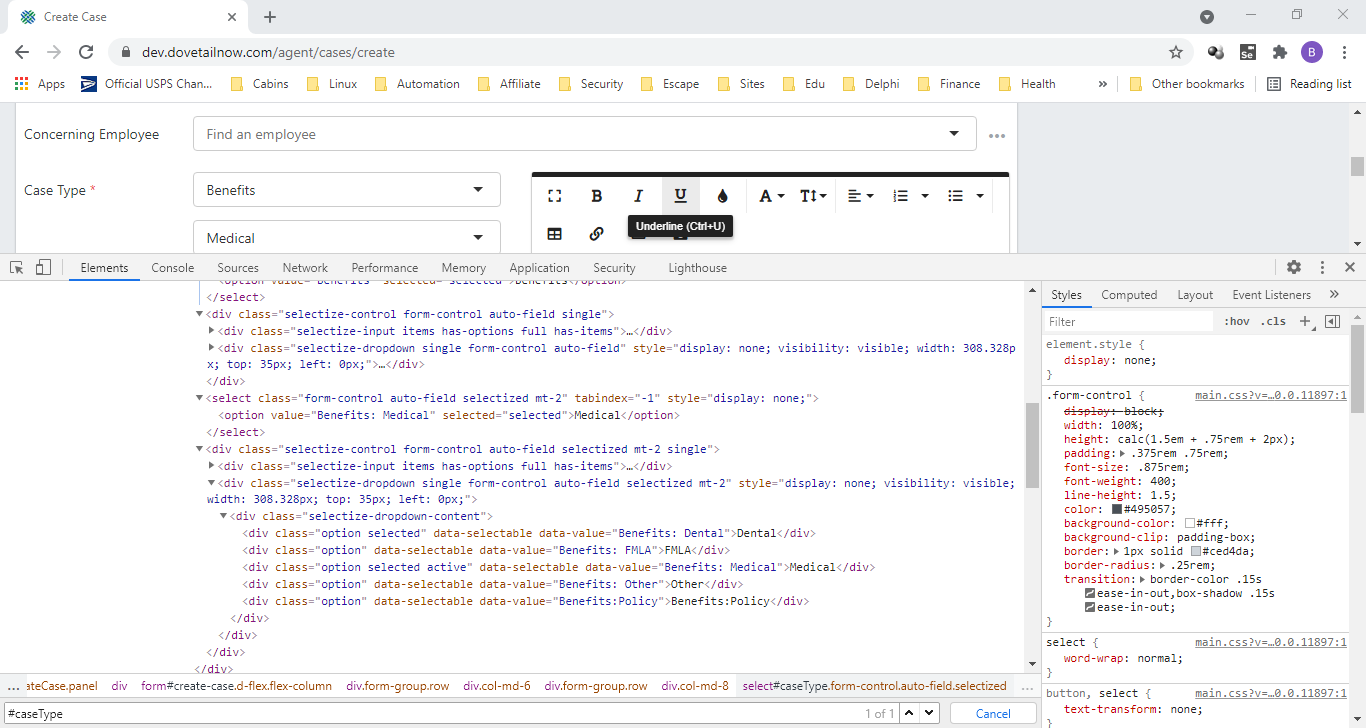 Create Case
dev.dovetailnow.com/agent/cases/create
B
Apps Official USPS Chan... Cabins Linux Automation Affiliate Security Escape Sites Edu Delphi Finance Health » Other bookmarks Reading list
Concerning Employee Find an employee
Case Type * Benefits
B I U A T
Underline (Ctrl+U)
Medical
Elements Console Sources Network Performance Memory Application Security Lighthouse
</select>
<div class="selectize-control form-control auto-field single">
<div class="selectize-input items has-options full has-items">…</div>
<div class="selectize-dropdown single form-control auto-field" style="display: none; visibility: visible; width: 308.328p
x; top: 35px; left: 0px;">…</div>
</div>
<select class="form-control auto-field selectized mt-2" tabindex="-1" style="display: none;">
<option value="Benefits: Medical" selected="selected">Medical</option>
</select>
<div class="selectize-control form-control auto-field selectized mt-2 single">
<div class="selectize-input items has-options full has-items">…</div>
<div class="selectize-dropdown single form-control auto-field selectized mt-2" style="display: none; visibility: visible;
width: 308.328px; top: 35px; left: 0px;">
<div class="selectize-dropdown-content">
<div class="option selected" data-selectable data-value="Benefits: Dental">Dental</div>
<div class="option" data-selectable data-value="Benefits: FMLA">FMLA</div>
<div class="option selected active" data-selectable data-value="Benefits: Medical">Medical</div>
<div class="option" data-selectable data-value="Benefits: Other">Other</div>
<div class="option" data-selectable data-value="Benefits:Policy">Benefits:Policy</div>
</div>
</div>
</div>
</div>
... ateCase.panel div form#create-case.d-flex.flex-column div.form-group.row div.col-md-6 div.form-group.row div.col-md-8 select#caseType.form-control.auto-field.selectized ...
#caseType 1 of 1 Cancel
Styles Computed Layout Event Listeners »
Filter :hov .cls +
element.style {
display: none;
}
.form-control { main.css?v=…0.0.11897:1
display: block;
width: 100%;
height: calc(1.5em + .75rem + 2px);
padding: .375rem .75rem;
font-size: .875rem;
font-weight: 400;
line-height: 1.5;
color: #495057;
background-color: #fff;
background-clip: padding-box;
border: 1px solid #ced4da;
border-radius: .25rem;
transition: border-color .15s
ease-in-out,box-shadow .15s
ease-in-out;
}
select { main.css?v=…0.0.11897:1
word-wrap: normal;
}
button, select { main.css?v=…0.0.11897:1
text-transform: none;
}